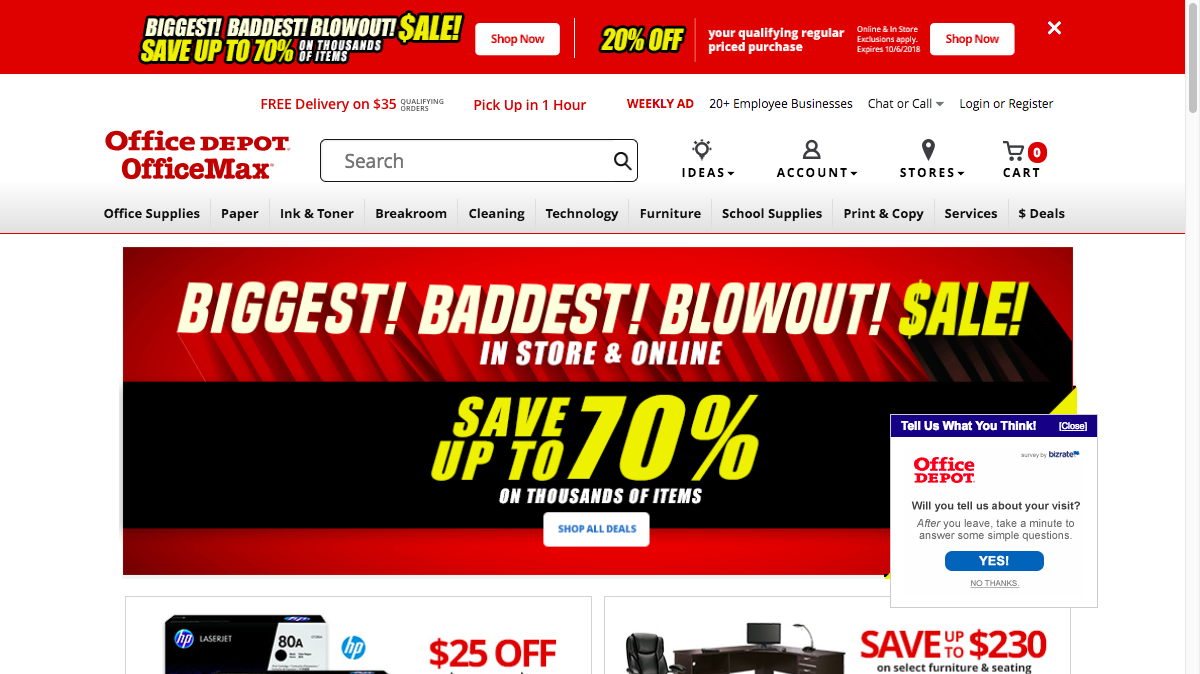 BIGGEST! BADDEST! BLOWOUT! $ALE!
SAVE UP TO 70% ON THOUSANDS OF ITEMS
Shop Now
20% OFF
your qualifying regular
priced purchase
Online & In Store
Exclusions apply.
Expires 10/6/2018
Shop Now
FREE Delivery on $35 QUALIFYING ORDERS
Pick Up in 1 Hour
WEEKLY AD
20+ Employee Businesses
Chat or Call
Login or Register
Office DEPOT
OfficeMax
Search
IDEAS
ACCOUNT
STORES
0
CART
Office Supplies
Paper
Ink & Toner
Breakroom
Cleaning
Technology
Furniture
School Supplies
Print & Copy
Services
$ Deals
BIGGEST! BADDEST! BLOWOUT! $ALE!
IN STORE & ONLINE
SAVE
UP TO 70%
ON THOUSANDS OF ITEMS
SHOP ALL DEALS
Tell Us What You Think!
[Close]
survey by bizrate
Office
DEPOT
Will you tell us about your visit?
After you leave, take a minute to
answer some simple questions.
YES!
NO THANKS.
hp LASERJET
80A
hp
$25 OFF
SAVE UP TO $230
on select furniture & seating